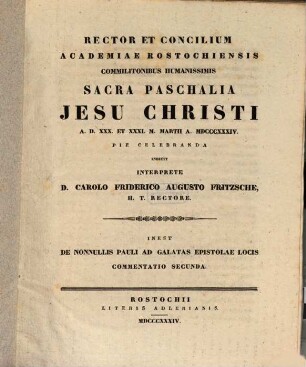 RECTOR ET CONCILIUM
ACADEMIAE ROSTOCHIENSIS
COMMILITONIBUS HUMANISSIMIS
SACRA PASCHALIA
JESU CHRISTI
A. D. XXX. ET XXXI. M. MARTII A. MDCCCXXXIV.
PIE CELEBRANDA
INTERPRETE
D. CAROLO FRIDERICO AUGUSTO FRITZSCHE,
H. T. RECTORE.
INEST
DE NONNULLIS PAULI AD GALATAS EPISTOLAE LOCIS
COMMENTATIO SECUNDA.
ROSTOCHII
LITERIS ADLERIANIS.
MDCCCXXXIV.